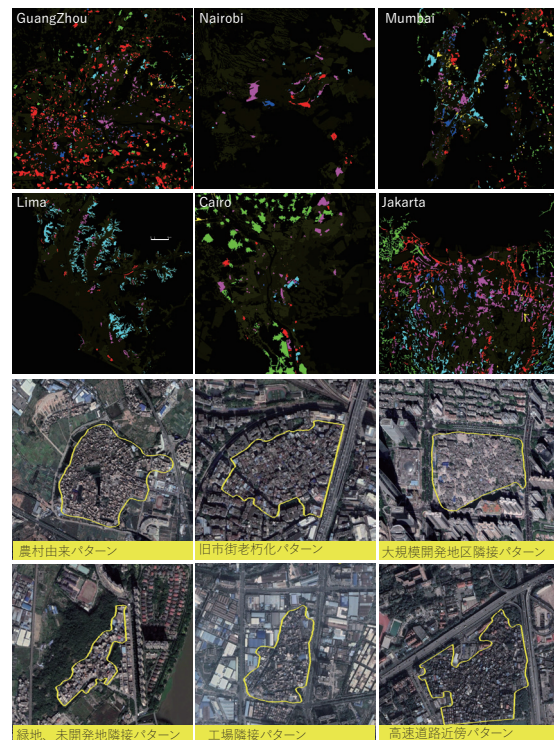 GuangZhou
Nairobi
Mumbai
Lima
Cairo
Jakarta
農村由来パターン
旧市街老朽化パターン
大規模開発地区隣接パターン
緑地、未開発地隣接パターン
工場隣接パターン
高速道路近傍パターン